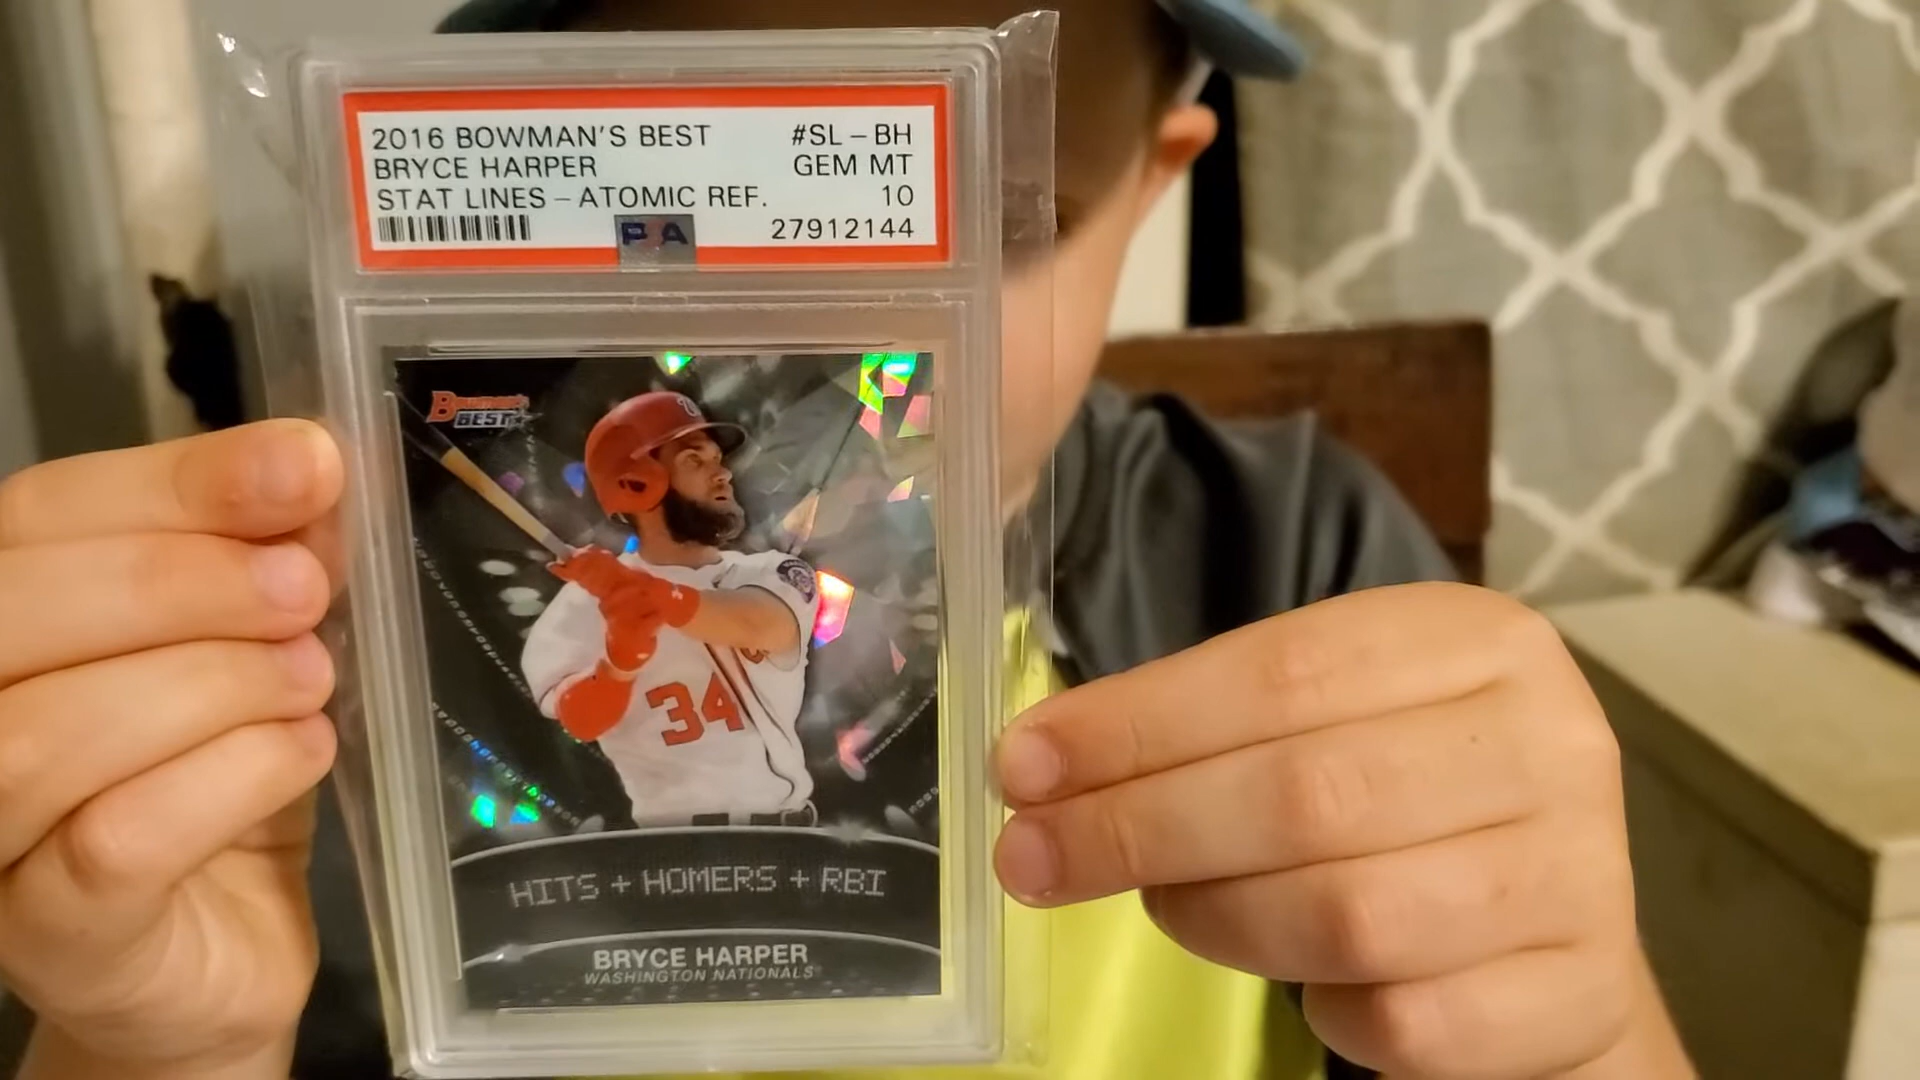 2016 BOWMAN'S BEST #SL-BH
BRYCE HARPER GEM MT
STAT LINES - ATOMIC REF. 10
PSA 27912144
BOWMAN'S
BEST
34
HITS + HOMERS + RBI
BRYCE HARPER
WASHINGTON NATIONALS